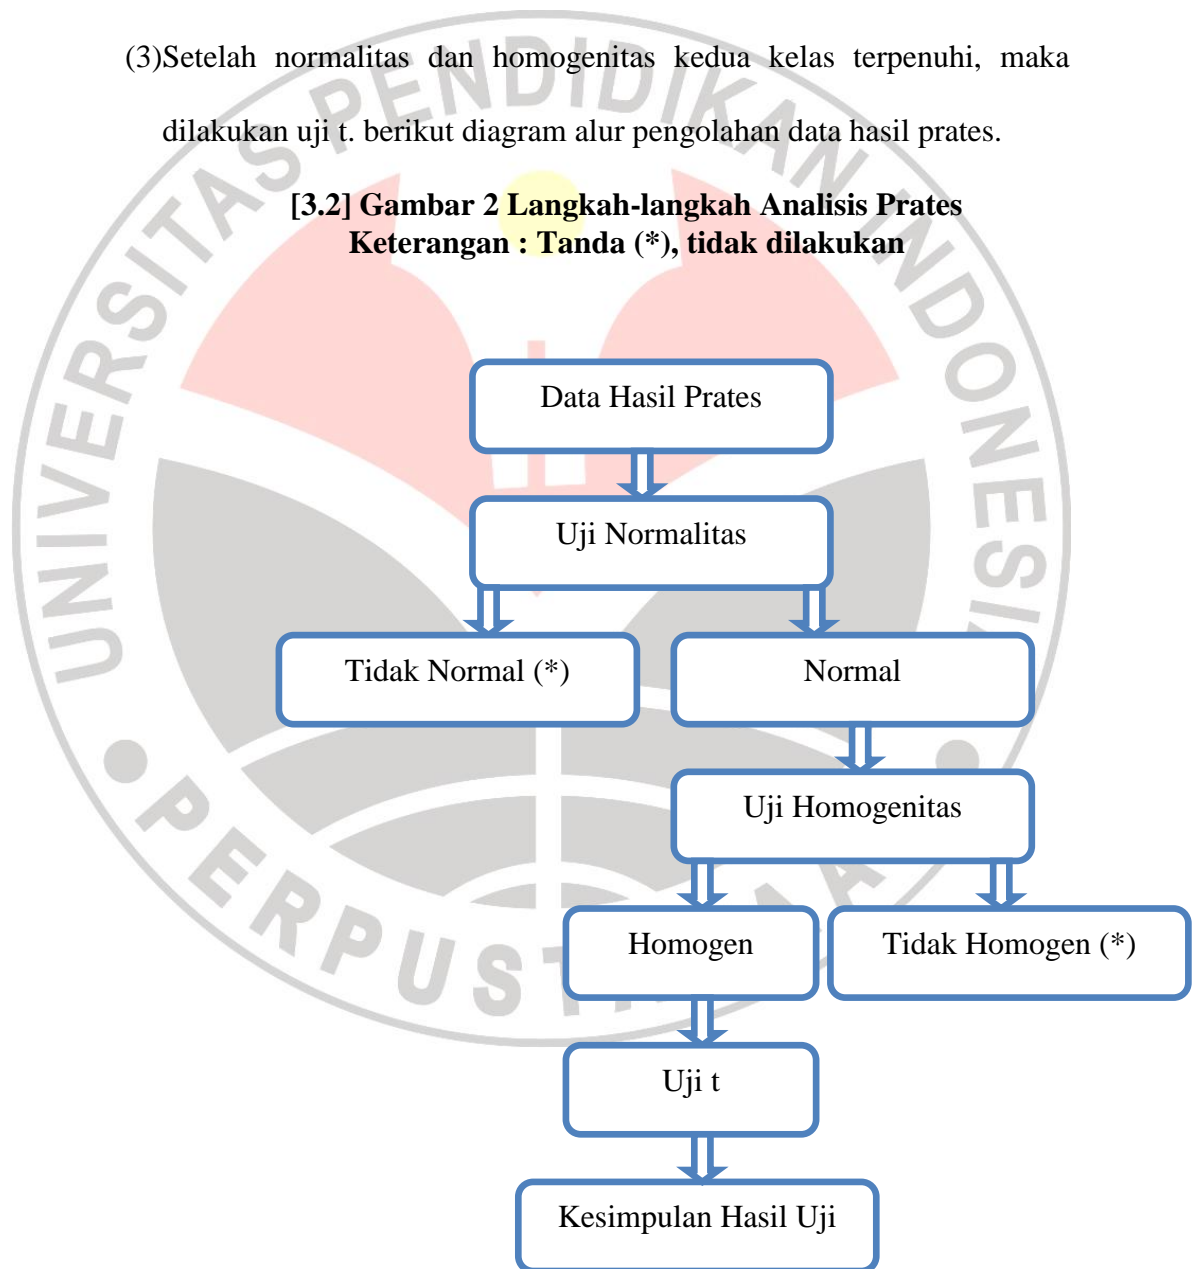 (3)Setelah normalitas dan homogenitas kedua kelas terpenuhi, maka
dilakukan uji t. berikut diagram alur pengolahan data hasil prates.
[3.2] Gambar 2 Langkah-langkah Analisis Prates
Keterangan : Tanda (*), tidak dilakukan
Data Hasil Prates
Uji Normalitas
Tidak Normal (*)
Normal
Uji Homogenitas
Homogen
Tidak Homogen (*)
Uji t
Kesimpulan Hasil Uji
UNIVERSITAS PENDIDIKAN INDONESIA